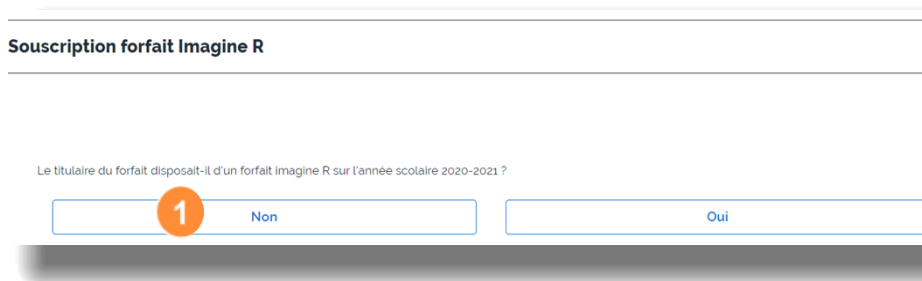 Souscription forfait Imagine R
Le titulaire du forfait disposait-il d'un forfait imagine R sur l'année scolaire 2020-2021 ?
1 Non Oui